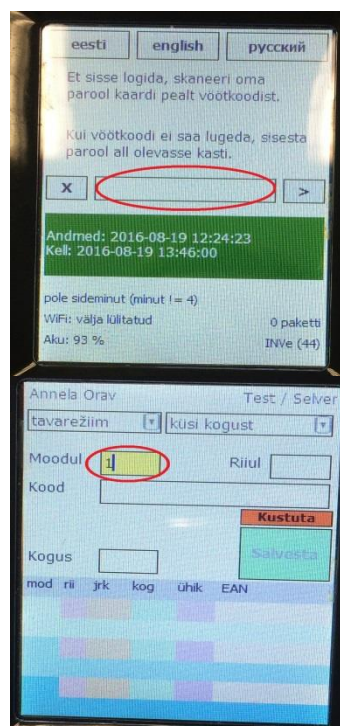 eesti english русский
Et sisse logida, skaneeri oma
parool kaardi pealt vöötkoodist.
Kui vöötkoodi ei saa lugeda, sisesta
parool all olevasse kasti.
X >
Andmed: 2016-08-19 12:24:23
Kell: 2016-08-19 13:46:00
pole sideminut (minut != 4)
WiFi: välja lülitatud 0 paketti
Aku: 93 % INVe (44)
Annela Orav Test / Selver
tavarežiim küsi kogust
Moodul 1 Riiul
Kood
Kustuta
Salvesta
Kogus
mod rii jrk kog ühik EAN